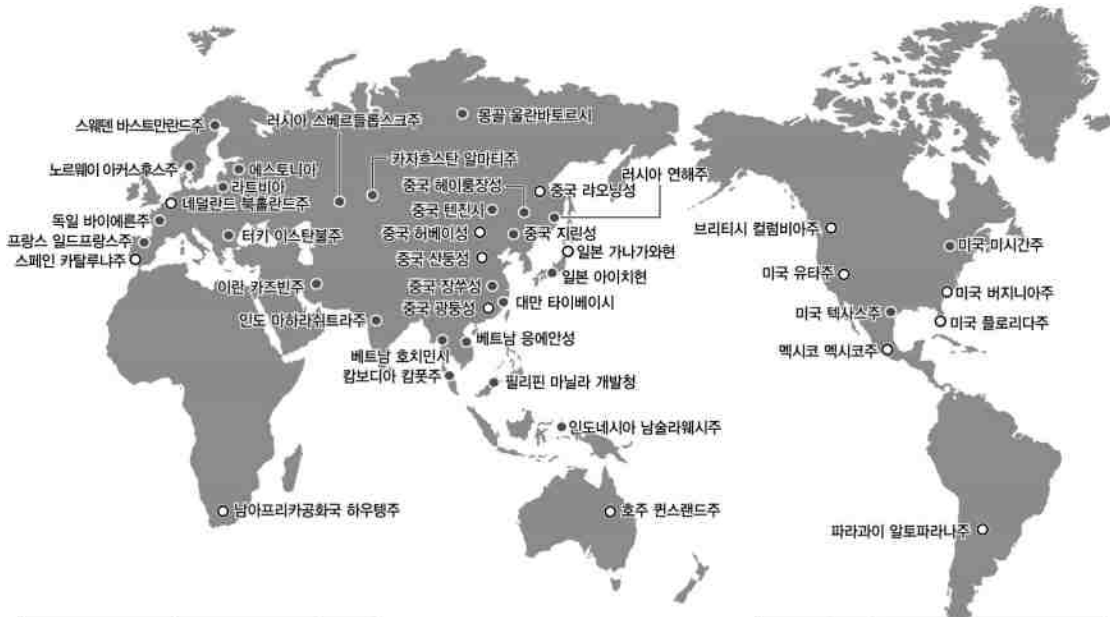 스웨덴 바스트만란드주
러시아 스베르들롭스크주
몽골 울란바토르시
노르웨이 아커스후스주
에스토니아
카자흐스탄 알마티주
러시아 연해주
라트비아
중국 헤이룽장성
중국 랴오닝성
네덜란드 북홀란드주
중국 텐진시
독일 바이에른주
터키 이스탄불주
중국 허베이성
중국 지린성
브리티시 컬럼비아주
프랑스 일드프랑스주
일본 가나가와현
미국 미시간주
스페인 카탈루냐주
중국 산둥성
일본 아이치현
미국 유타주
이란 카즈빈주
중국 장쑤성
미국 버지니아주
중국 광둥성
대만 타이베이시
미국 텍사스주
인도 마하라쉬트라주
미국 플로리다주
베트남 응에안성
멕시코 멕시코주
베트남 호치민시
캄보디아 캄폿주
필리핀 마닐라 개발청
인도네시아 남술라웨시주
남아프리카공화국 하우텡주
호주 퀸스랜드주
파라과이 알토파라나주